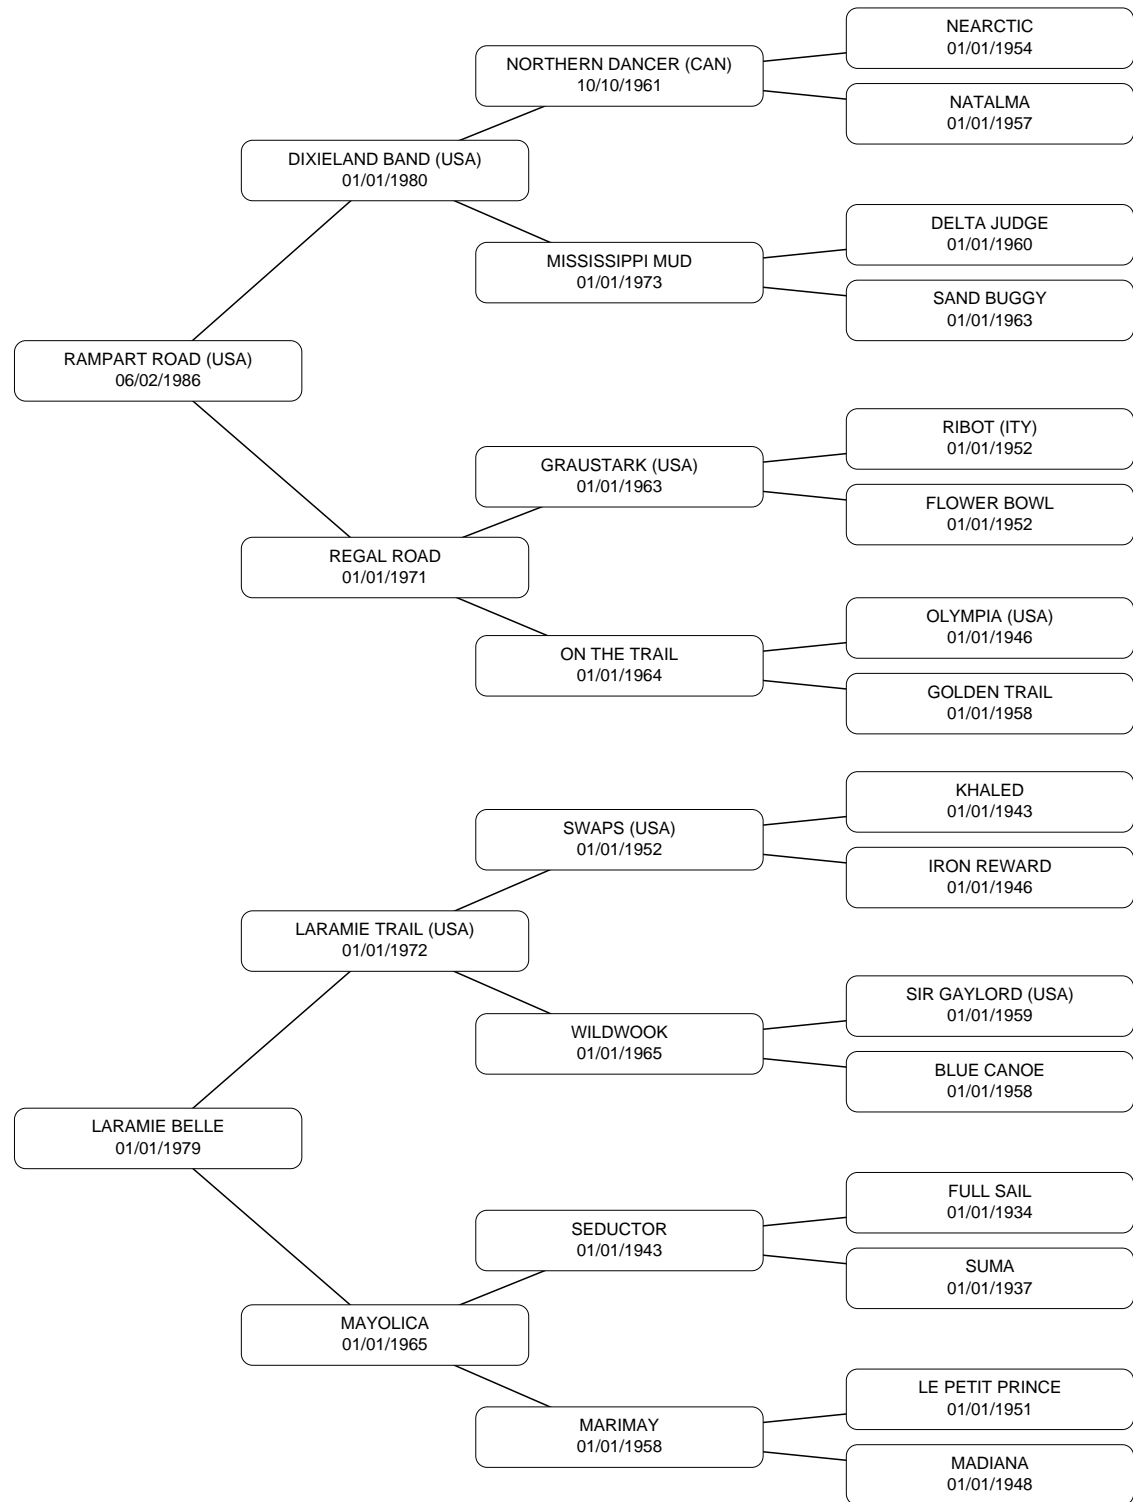 NEARCTIC
01/01/1954
NORTHERN DANCER (CAN)
10/10/1961
NATALMA
01/01/1957
DIXIELAND BAND (USA)
01/01/1980
DELTA JUDGE
01/01/1960
MISSISSIPPI MUD
01/01/1973
SAND BUGGY
01/01/1963
RAMPART ROAD (USA)
06/02/1986
RIBOT (ITY)
01/01/1952
GRAUSTARK (USA)
01/01/1963
FLOWER BOWL
01/01/1952
REGAL ROAD
01/01/1971
OLYMPIA (USA)
01/01/1946
ON THE TRAIL
01/01/1964
GOLDEN TRAIL
01/01/1958
KHALED
01/01/1943
SWAPS (USA)
01/01/1952
IRON REWARD
01/01/1946
LARAMIE TRAIL (USA)
01/01/1972
SIR GAYLORD (USA)
01/01/1959
WILDWOOK
01/01/1965
BLUE CANOE
01/01/1958
LARAMIE BELLE
01/01/1979
FULL SAIL
01/01/1934
SEDUCTOR
01/01/1943
SUMA
01/01/1937
MAYOLICA
01/01/1965
LE PETIT PRINCE
01/01/1951
MARIMAY
01/01/1958
MADIANA
01/01/1948